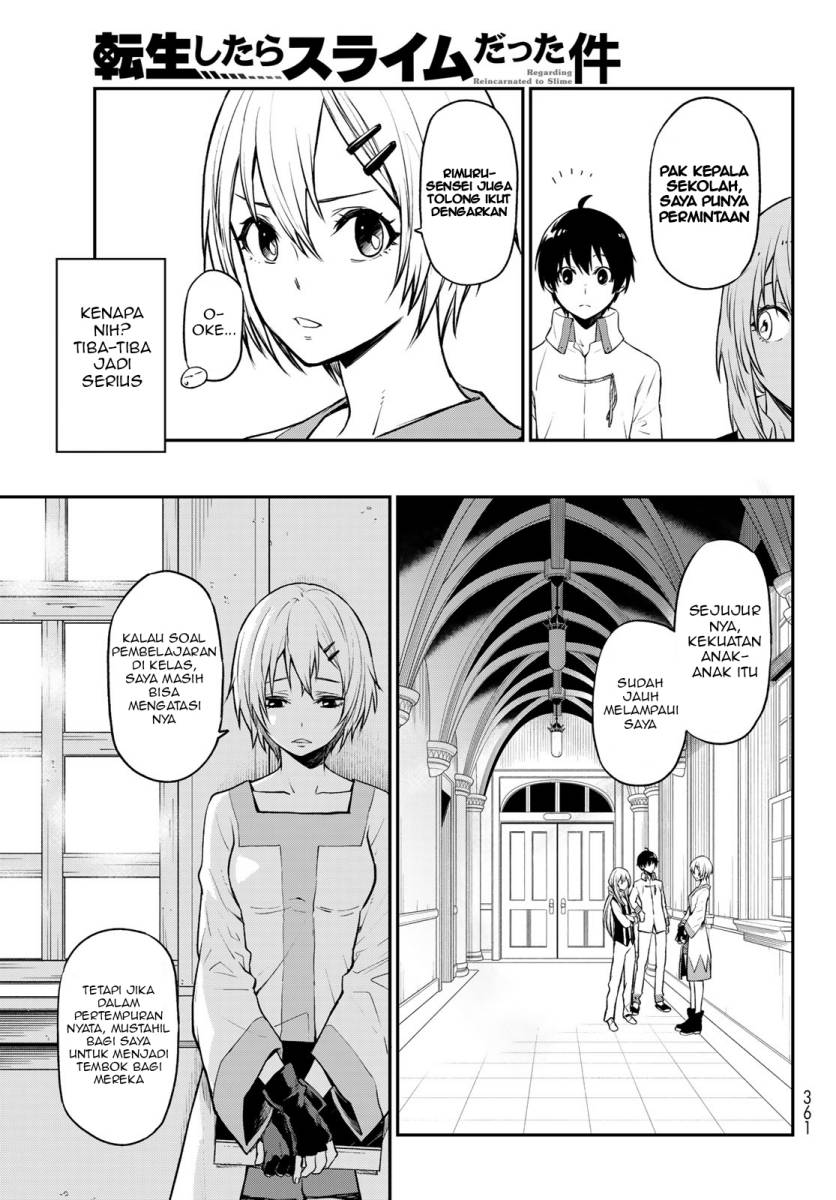 転生したらスライムだった件
Regarding
Reincarnated to Slime
PAK KEPALA
SEKOLAH,
SAYA PUNYA
PERMINTAAN
RIMURU-
SENSEI JUGA
TOLONG IKUT
DENGARKAN
O-
OKE...
KENAPA
NIH?
TIBA-TIBA
JADI
SERIUS
SEJUJUR
NYA,
KEKUATAN
ANAK-
ANAK ITU
SUDAH
JAUH
MELAMPAUI
SAYA
KALAU SOAL
PEMBELAJARAN
DI KELAS,
SAYA MASIH
BISA
MENGATASI
NYA
TETAPI JIKA
DALAM
PERTEMPURAN
NYATA, MUSTAHIL
BAGI SAYA
UNTUK MENJADI
TEMBOK BAGI
MEREKA
361